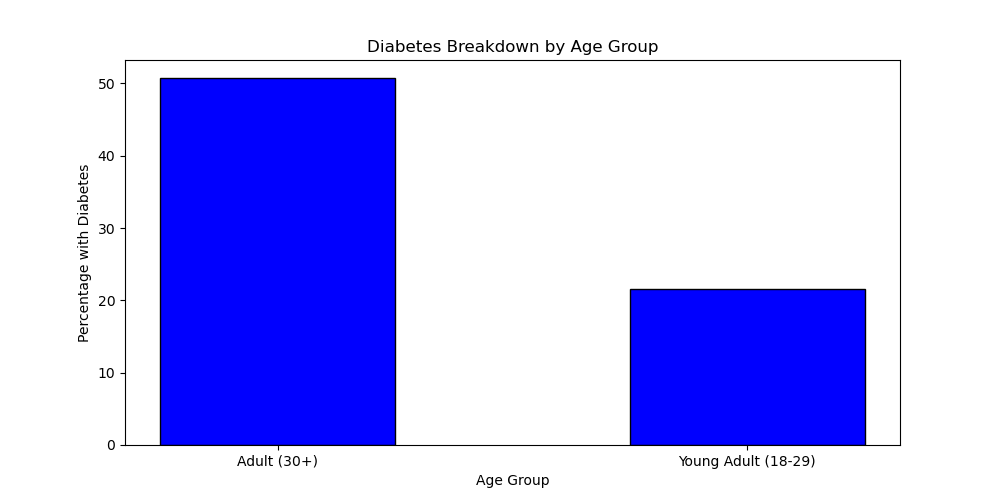 Diabetes Breakdown by Age Group
Percentage with Diabetes
50
40
30
20
10
0
Adult (30+)
Young Adult (18-29)
Age Group